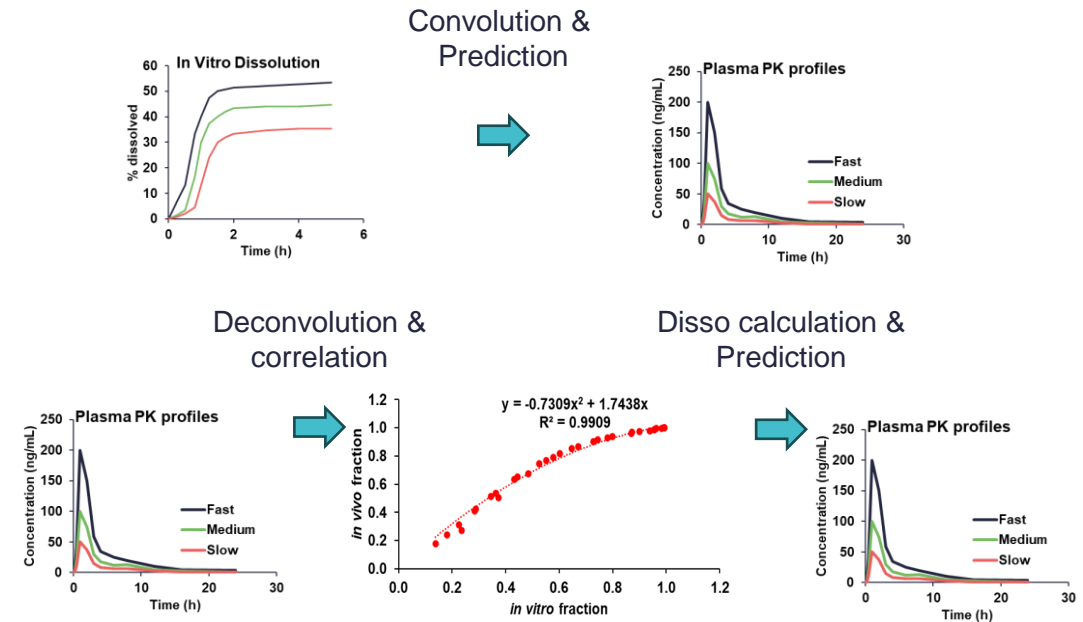 Convolution &
Prediction
In Vitro Dissolution
60
50
40
30
20
10
0
% dissolved
0 2 4 6
Time (h)
Plasma PK profiles
250
200
150
100
50
0
Concentration (ng/mL)
Fast
Medium
Slow
0 10 20 30
Time (h)
Deconvolution &
correlation
Disso calculation &
Prediction
Plasma PK profiles
250
200
150
100
50
0
Concentration (ng/mL)
Fast
Medium
Slow
0 10 20 30
Time (h)
1.2
1.0
0.8
0.6
0.4
0.2
0.0
in vivo fraction
y = -0.7309x² + 1.7438x
R² = 0.9909
0.0 0.2 0.4 0.6 0.8 1.0 1.2
in vitro fraction
Plasma PK profiles
250
200
150
100
50
0
Concentration (ng/mL)
Fast
Medium
Slow
0 10 20 30
Time (h)